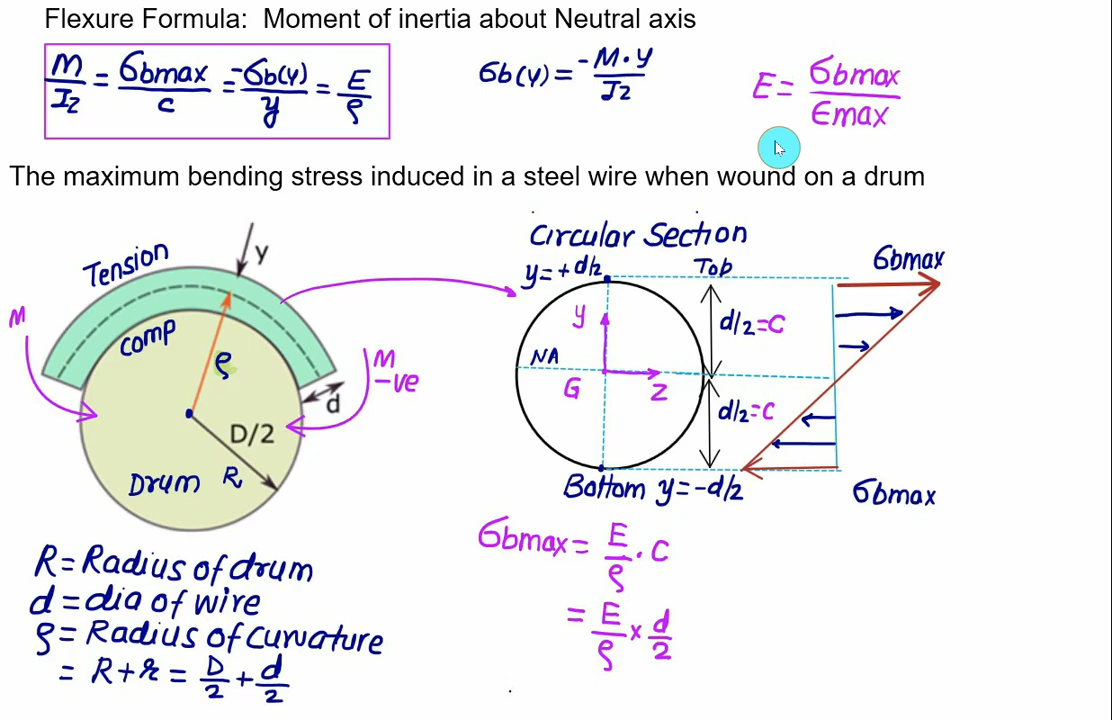 Flexure Formula: Moment of inertia about Neutral axis
M/Iz = σbmax/c = -σb(y)/y = E/ρ
σb(y) = -M·y/Iz
E = σbmax/Emax
The maximum bending stress induced in a steel wire when wound on a drum
Tension
y
M
comp
ρ
M
-ve
d
D/2
R
Drum
Circular Section
y=+d/2
Top
σbmax
y
d/2=C
NA
G
z
d/2=C
Bottom y=-d/2
σbmax
R=Radius of drum
d=dia of wire
ρ=Radius of curvature
= R+r = D/2 + d/2
σbmax = E/ρ . C
= E/ρ x d/2